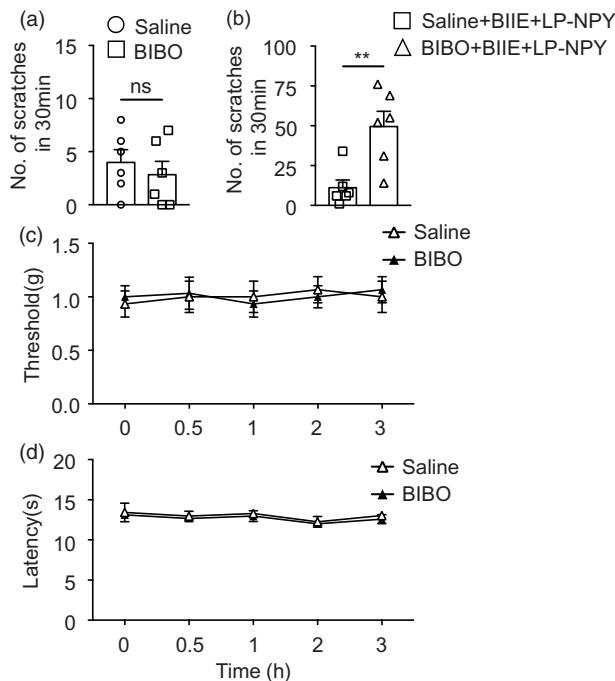 (a)
Saline
BIBO
No. of scratches
in 30min
15
10
5
0
ns
(b)
Saline+BIIE+LP-NPY
BIBO+BIIE+LP-NPY
No. of scratches
in 30min
100
75
50
25
0
**
(c)
Saline
BIBO
Threshold(g)
1.5
1.0
0.5
0.0
0 0.5 1 2 3
(d)
Saline
BIBO
Latency(s)
20
15
10
5
0
0 0.5 1 2 3
Time (h)